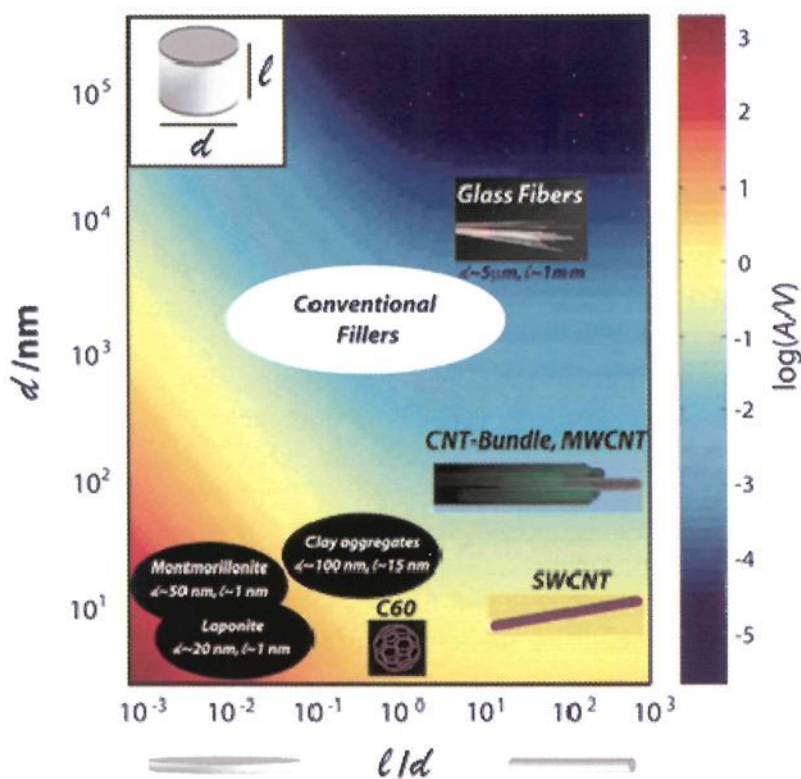 ℓ
d
10⁵
10⁴
10³
10²
10¹
d /nm
Glass Fibers
d~5μm, ℓ~1mm
Conventional
Fillers
CNT-Bundle, MWCNT
Clay aggregates
d~100 nm, ℓ~15 nm
Montmorillonite
d~50 nm, ℓ~1 nm
Laponite
d~20 nm, ℓ~1 nm
C60
SWCNT
10⁻³ 10⁻² 10⁻¹ 10⁰ 10¹ 10² 10³
ℓ/d
3
2
1
0
-1
-2
-3
-4
-5
log(A/V)